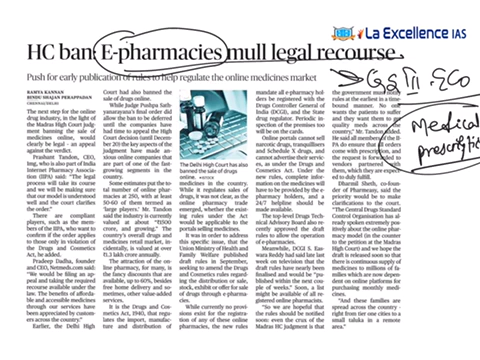 La Excellence IAS
HC ban: E-pharmacies mull legal recourse
Push for early publication of rules to help regulate the online medicines market
GS III Eco
Medical
prescription
RAMYA KANNAN
BINDU SHAJAN PERAPPADAN
CHENNAI/DELHI
The next step for the online
drug industry, in the light of
the Madras High Court judg-
ment banning the sale of
medicines online, would
clearly be legal - an appeal
against the verdict.
Prashant Tandon, CEO,
1mg, who is also part of India
Internet Pharmacy Associa-
tion (IIPA) said: "The legal
process will take its course
and we will be making sure
that our model is understood
well and the court clarifies
the order."
There are compliant
players, such as the mem-
bers of the IIPA, who want to
confirm if the order applies
to those only in violation of
the Drugs and Cosmetics
Act, he added.
Pradeep Dadha, founder
and CEO, Netmeds.com said:
"We would be filing an ap-
peal and taking the required
recourse available under the
law. The benefits of afford-
able and accessible medicines
through our services have
been appreciated by custom-
ers across the country."
Earlier, the Delhi High
Court had also banned the
sale of drugs online.
While Judge Pushpa Sath-
yanarayana's final order did
allow the ban to be deferred
until the companies have
had time to appeal the High
Court decision (until December
20) the key aspects of the
judgment have made an-
xious online companies that
are part of one of the fast-
growing segments in the
country.
Some estimates put the to-
tal number of online phar-
macies at 250, with at least
50-60 of them termed as
large players". Mr. Tandon
said the industry is currently
valued at about "₹1500
crore, and growing." The
country's overall drugs and
medicines retail market, in-
cidentally, is valued at over
₹1.3 lakh crore annually.
The attraction of the on-
line pharmacy, for many, is
the fancy discounts that are
available, up to 60%, besides
free home delivery and so-
metimes, other value-added
services.
It is the Drugs and Cosme-
tics Act, 1940, that regulates
the import, manufacture
and distribution of
The Delhi High Court has also
banned the sale of drugs
online.
medicines in the country.
While it regulates sales of
drugs, it was not clear, as the
online pharmacy trade
emerged, whether the exist-
ing rules under the Act
would be applicable to the
portals selling medicines.
It was in order to address
this specific issue, that the
Union Ministry of Health and
Family Welfare published
draft rules in September,
seeking to amend the Drugs
and Cosmetics rules regard-
ing the distribution or sale,
stock, exhibit or offer for sale
of drugs through e-pharma-
cies.
While currently no provi-
sions exist for the registra-
tion of any of these online
pharmacies, the new rules
mandate all e-pharmacy hol-
ders be registered with the
Drugs Controller General of
India (DCGI), and the State
drug regulator. Periodic in-
spection of the premises too
will be on the cards.
Online portals cannot sell
narcotic drugs, tranquillizers
and Schedule X drugs, and
cannot advertise their servic-
es, as under the Drugs and
Cosmetics Act. Under the
new rules, complete infor-
mation on the medicines will
have to be provided by the e-
pharmacy holders, and a
24/7 helpline should be
made available.
The top-level Drugs Tech-
nical Advisory Board also re-
cently approved the draft
rules to allow the operation
of e-pharmacies.
Meanwhile, DCGI S. Eas-
wara Reddy had said late last
week on television that the
draft rules have nearly been
finalised and would be "pu-
blished within the next cou-
ple of weeks". Soon, a list
might be available of all re-
gistered online pharmacists.
"So we are hopeful that
the rules should be notified
soon: even the crux of the
Madras HC judgment is that
the government must notify
rules at the earliest in a time-
bound manner. No one
wants the patients to suffer
and they want them to get
quality meds across the
country," Mr. Tandon added.
He said all members of the II-
PA do ensure that all orders
come with prescription, and
the request is forwarded to
vendors partnered with
them, which they are expect-
ed to duly fulfill.
Dharmil Sheth, co-foun-
der of Pharmeasy, said the
priority would be to make
clarifications to the court.
"The Central Drugs Standard
Control Organisation has al-
ready spoken extremely pos-
itively about the online phar-
macy model (in the counter
to the petition at the Madras
High Court) and we hope the
draft is released soon so that
there is continuous supply of
medicines to millions of fa-
milies which are now depen-
dent on online platforms for
purchasing monthly medi-
cines.
"And these families are
spread across the country -
right from tier one cities to a
small taluka in a remote
area."